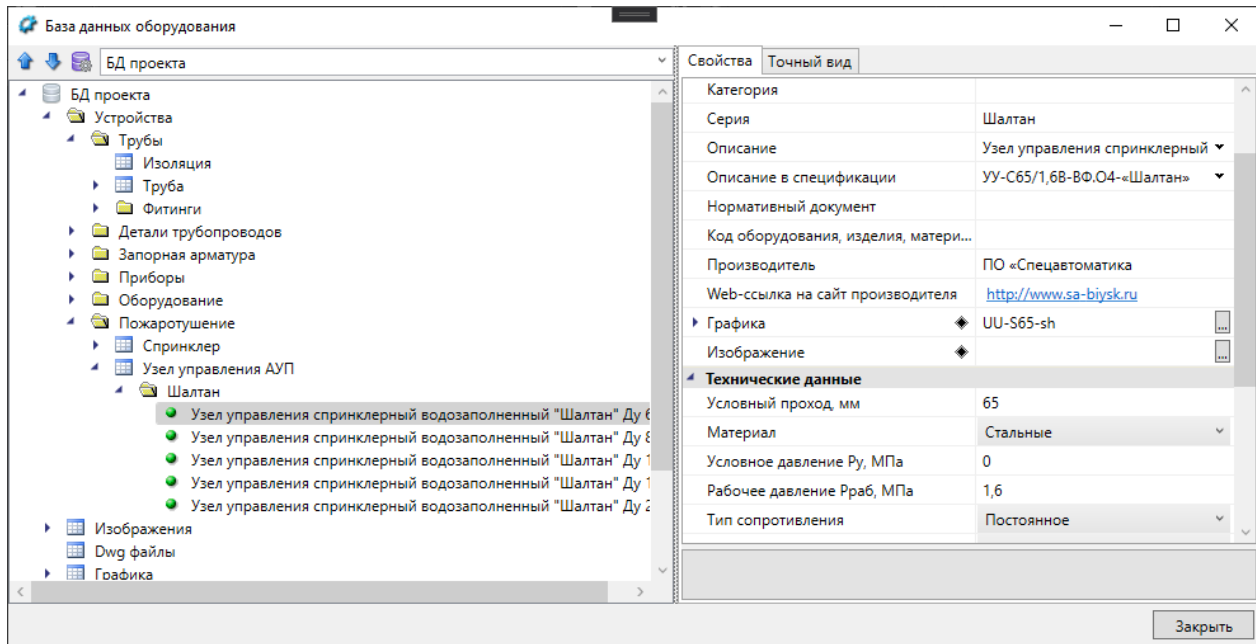 База данных оборудования
БД проекта
БД проекта
Устройства
Трубы
Изоляция
Труба
Фитинги
Детали трубопроводов
Запорная арматура
Приборы
Оборудование
Пожаротушение
Спринклер
Узел управления АУП
Шалтан
Узел управления спринклерный водозаполненный "Шалтан" Ду 6
Узел управления спринклерный водозаполненный "Шалтан" Ду 8
Узел управления спринклерный водозаполненный "Шалтан" Ду 1
Узел управления спринклерный водозаполненный "Шалтан" Ду 1
Узел управления спринклерный водозаполненный "Шалтан" Ду 2
Изображения
Dwg файлы
Графика
Свойства Точный вид
Категория
Серия Шалтан
Описание Узел управления спринклерный
Описание в спецификации УУ-С65/1,6В-ВФ.О4-«Шалтан»
Нормативный документ
Код оборудования, изделия, матери...
Производитель ПО «Спецавтоматика
Web-ссылка на сайт производителя http://www.sa-biysk.ru
Графика UU-S65-sh
Изображение
Технические данные
Условный проход, мм 65
Материал Стальные
Условное давление Ру, МПа 0
Рабочее давление Рраб, МПа 1,6
Тип сопротивления Постоянное
Закрыть